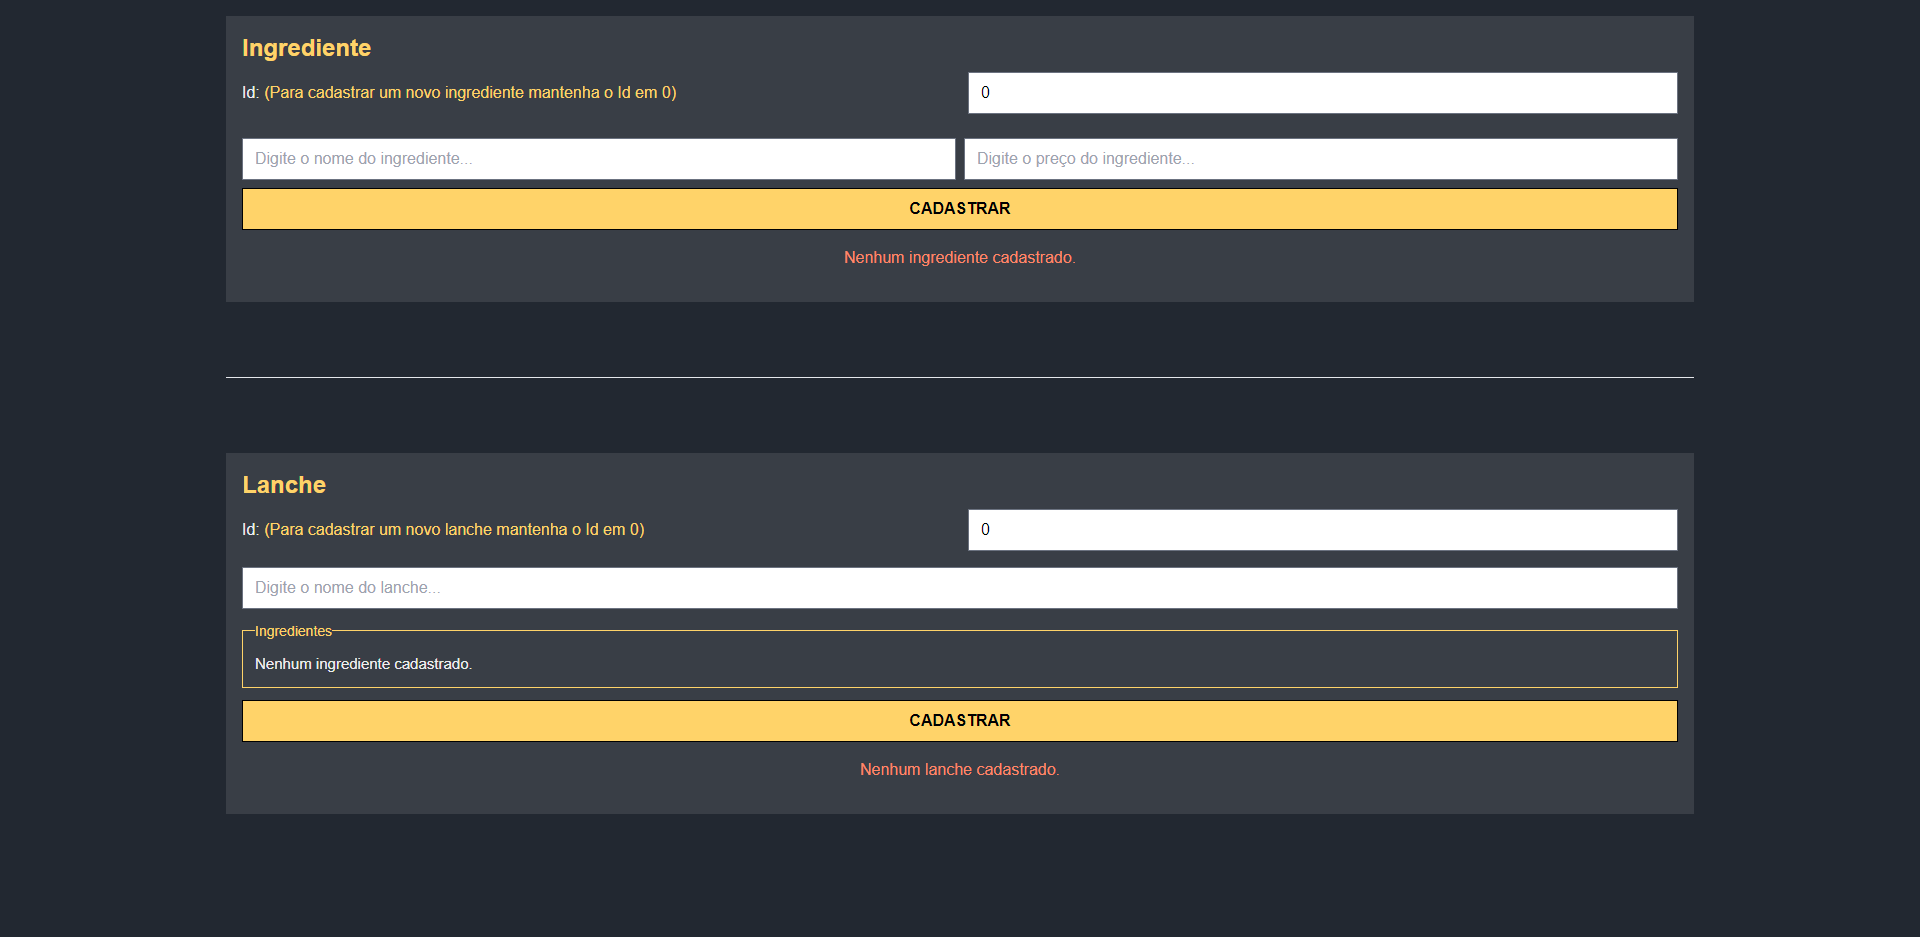 Ingrediente
Id: (Para cadastrar um novo ingrediente mantenha o Id em 0)
0
Digite o nome do ingrediente...
Digite o preço do ingrediente...
CADASTRAR
Nenhum ingrediente cadastrado.
Lanche
Id: (Para cadastrar um novo lanche mantenha o Id em 0)
0
Digite o nome do lanche...
Ingredientes
Nenhum ingrediente cadastrado.
CADASTRAR
Nenhum lanche cadastrado.